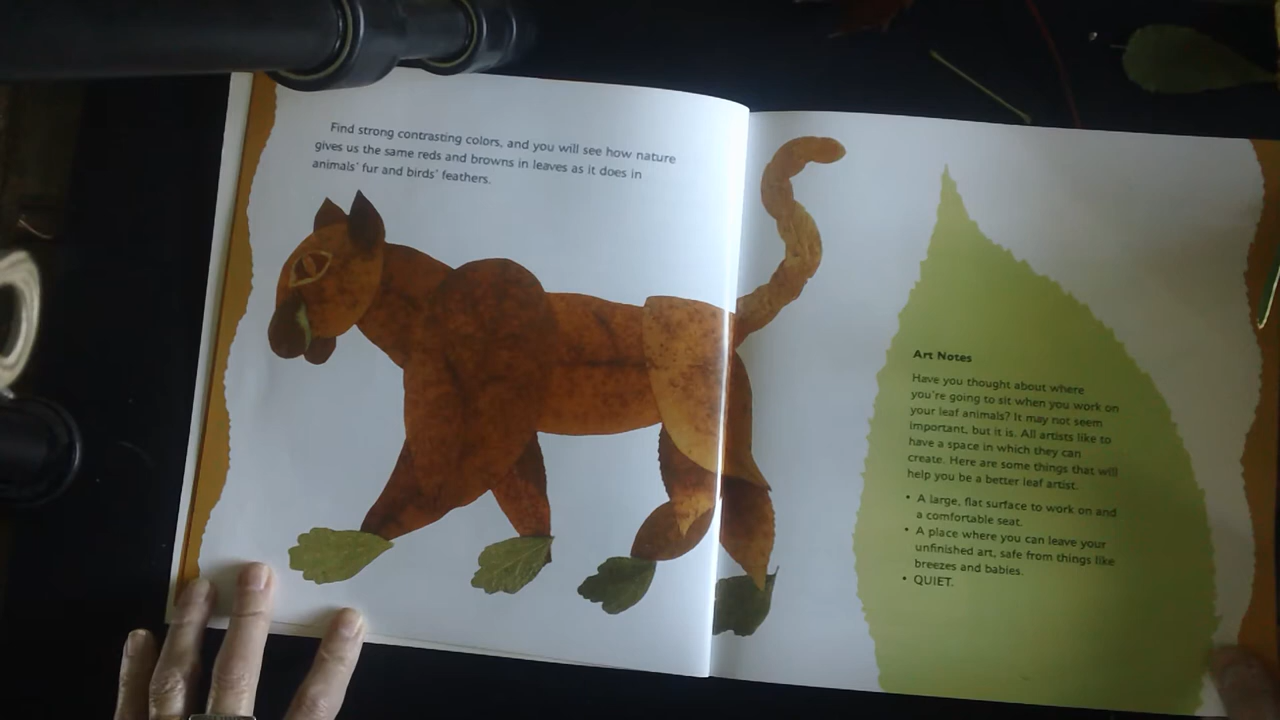 Find strong contrasting colors, and you will see how nature
gives us the same reds and browns in leaves as it does in
animals' fur and birds' feathers.
Art Notes
Have you thought about where
you're going to sit when you work on
your leaf animals? It may not seem
important, but it is. All artists like to
have a space in which they can
create. Here are some things that will
help you be a better leaf artist.
• A large, flat surface to work on and
a comfortable seat.
• A place where you can leave your
unfinished art, safe from things like
breezes and babies.
• QUIET.